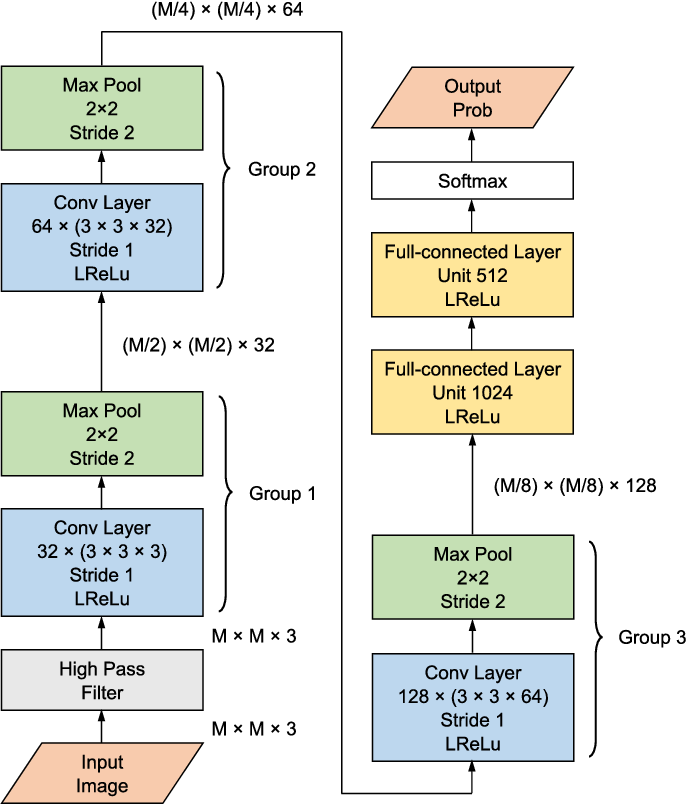 Input
Image
M × M × 3
High Pass
Filter
M × M × 3
Conv Layer
32 × (3 × 3 × 3)
Stride 1
LReLu
Max Pool
2×2
Stride 2
Group 1
(M/2) × (M/2) × 32
Conv Layer
64 × (3 × 3 × 32)
Stride 1
LReLu
Max Pool
2×2
Stride 2
Group 2
(M/4) × (M/4) × 64
Conv Layer
128 × (3 × 3 × 64)
Stride 1
LReLu
Max Pool
2×2
Stride 2
Group 3
(M/8) × (M/8) × 128
Full-connected Layer
Unit 1024
LReLu
Full-connected Layer
Unit 512
LReLu
Softmax
Output
Prob